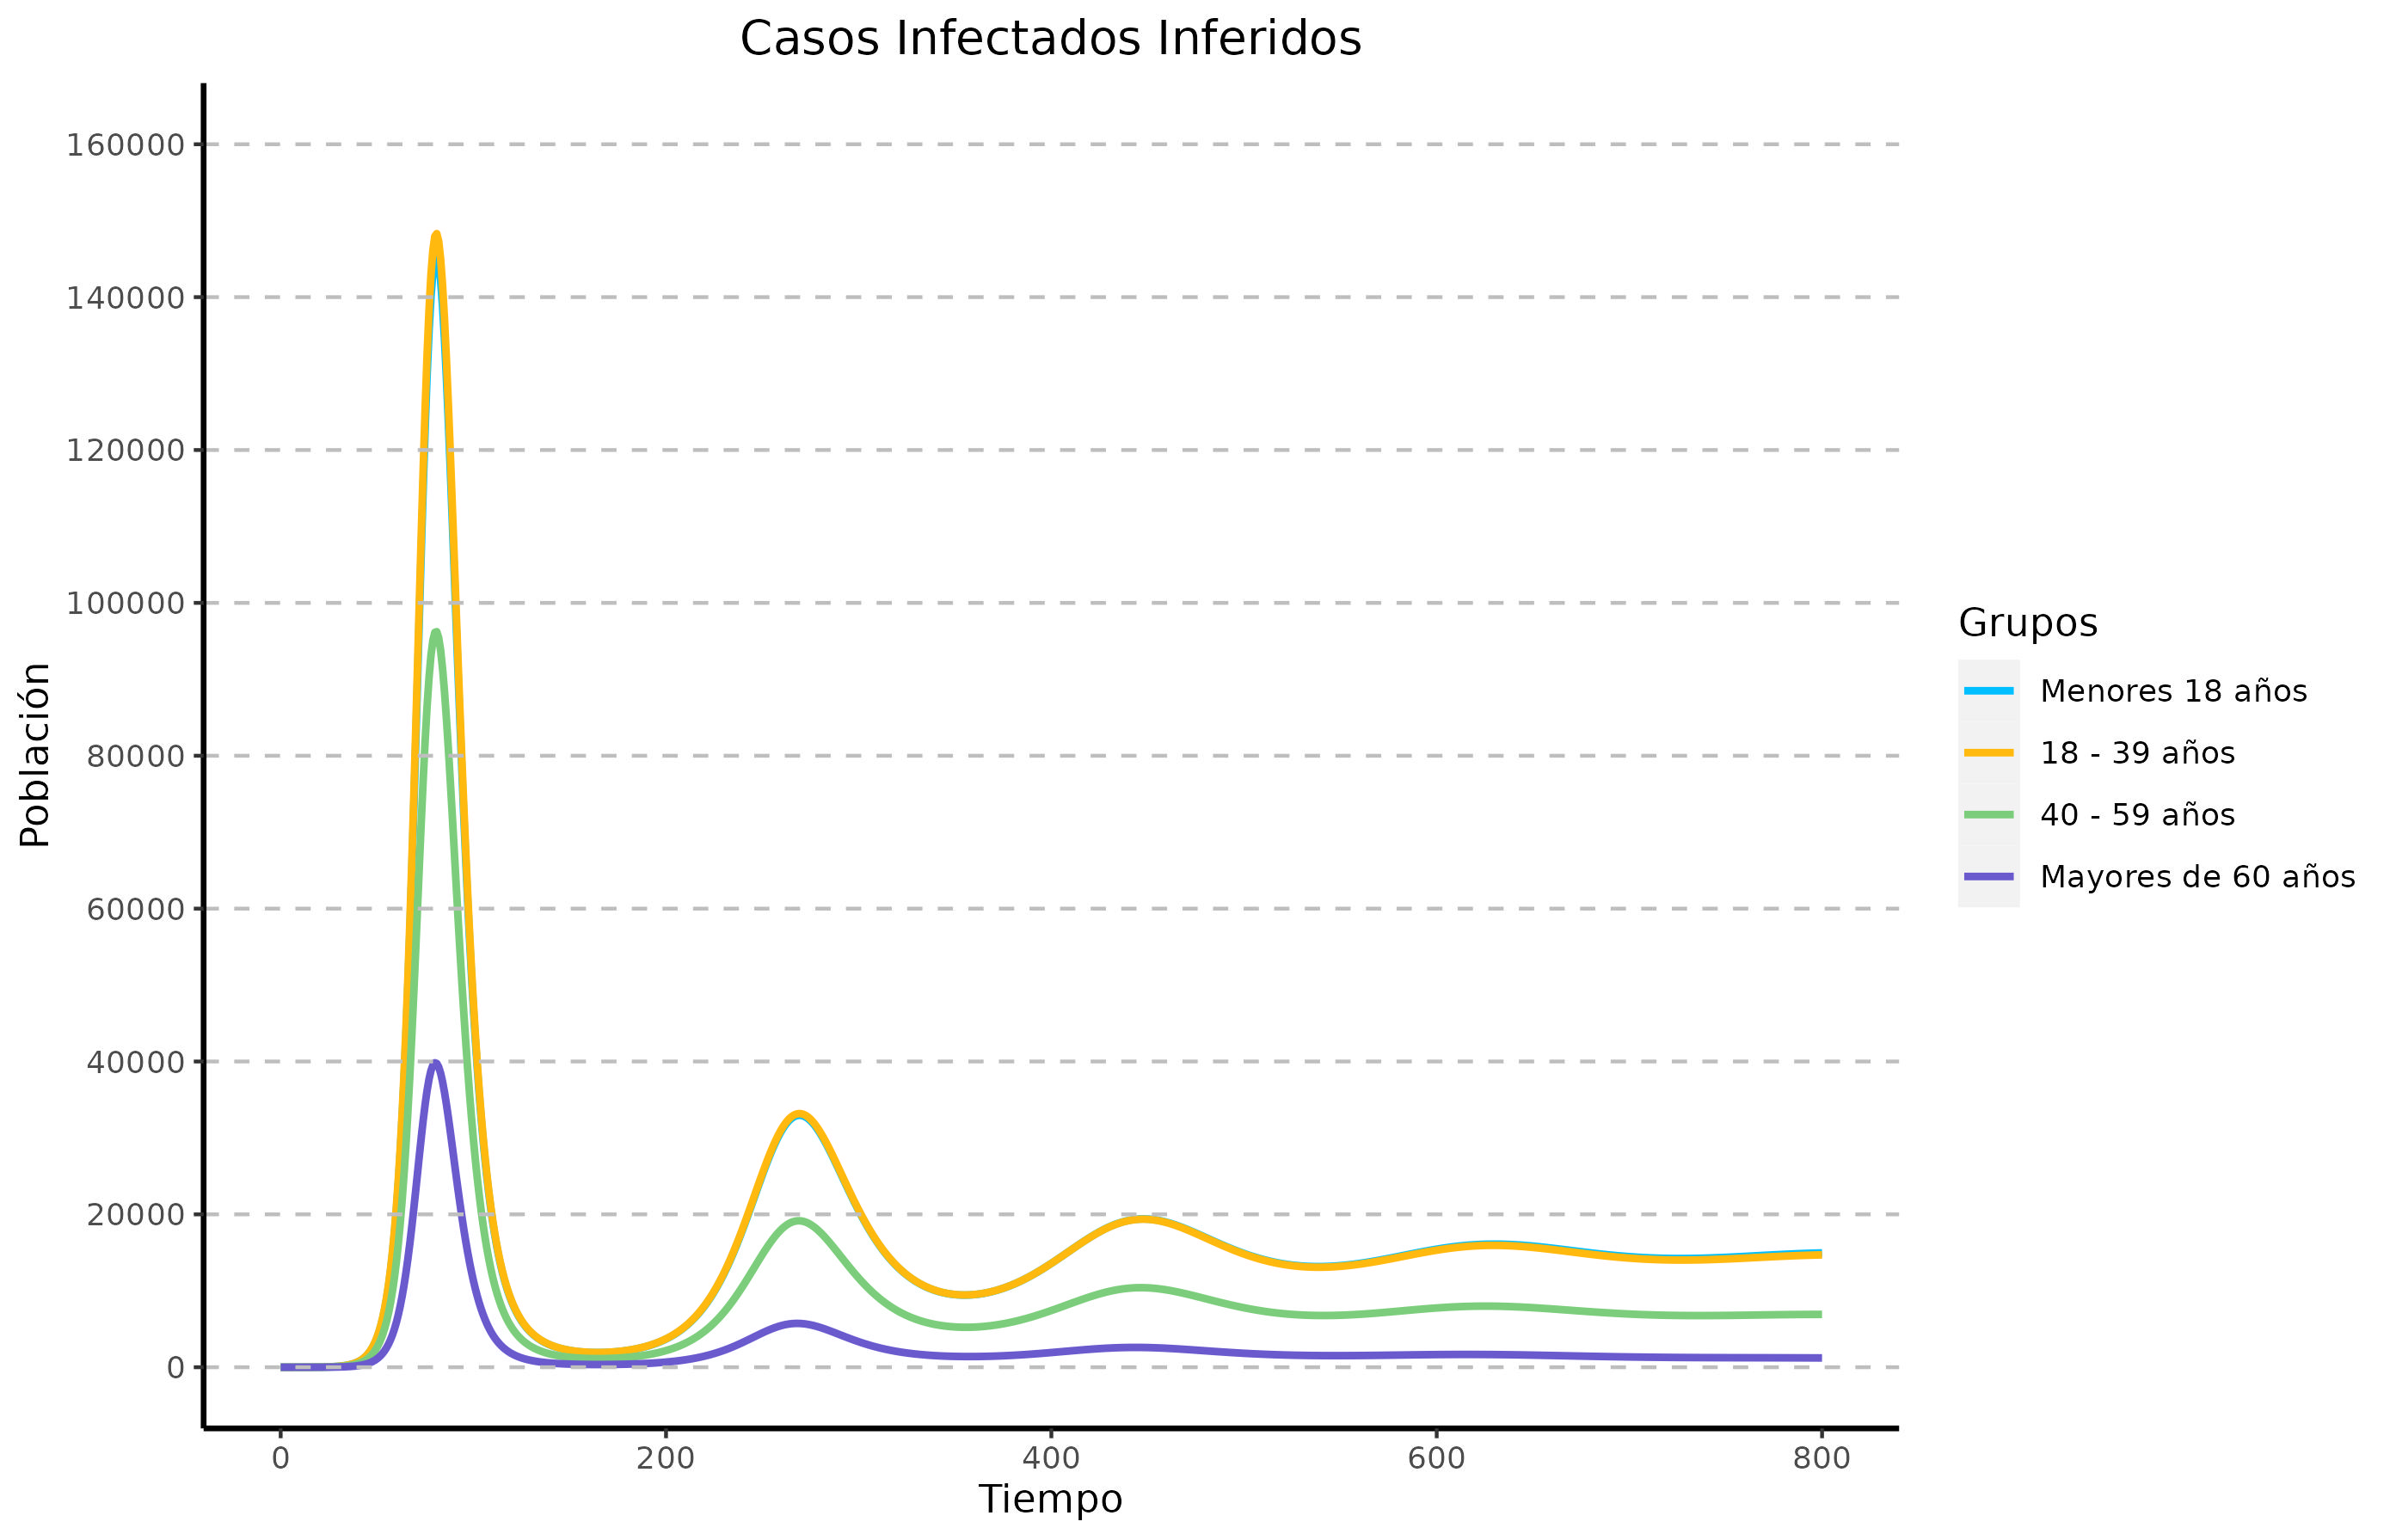 Casos Infectados Inferidos
Población
160000
140000
120000
100000
80000
60000
40000
20000
0
0 200 400 600 800
Tiempo
Grupos
Menores 18 años
18 - 39 años
40 - 59 años
Mayores de 60 años